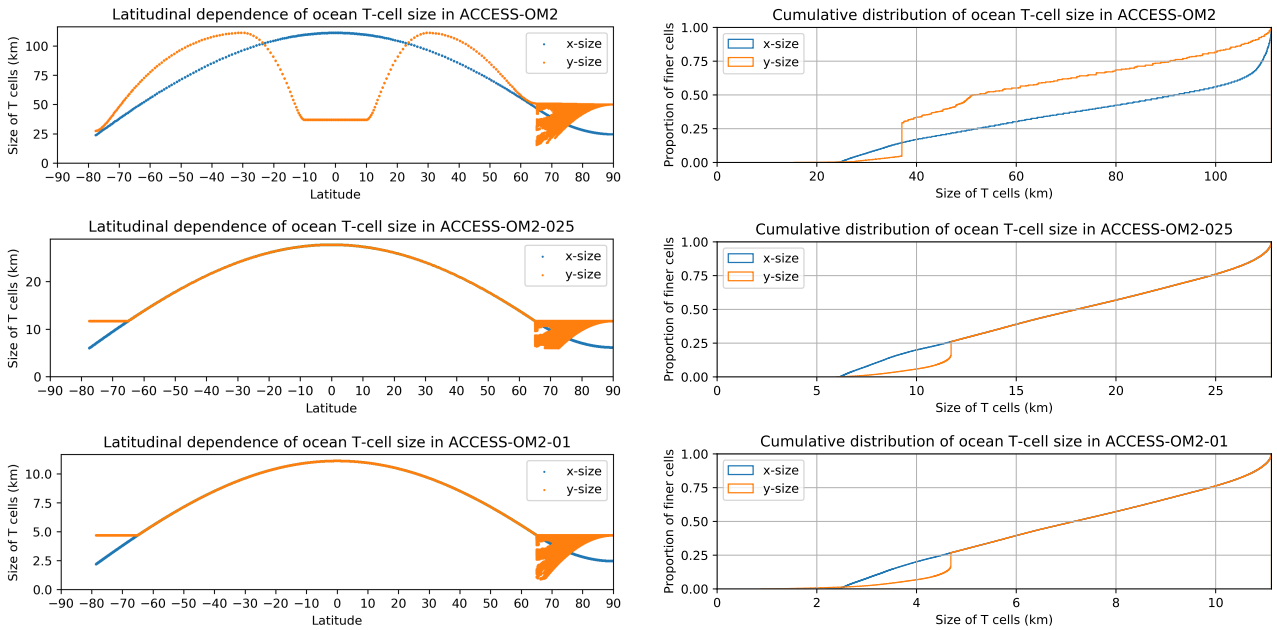 Latitudinal dependence of ocean T-cell size in ACCESS-OM2
Size of T cells (km)
100
75
50
25
0
x-size
y-size
−90 −80 −70 −60 −50 −40 −30 −20 −10 0 10 20 30 40 50 60 70 80 90
Latitude
Cumulative distribution of ocean T-cell size in ACCESS-OM2
Proportion of finer cells
1.00
0.75
0.50
0.25
0.00
x-size
y-size
0 20 40 60 80 100
Size of T cells (km)
Latitudinal dependence of ocean T-cell size in ACCESS-OM2-025
Size of T cells (km)
20
10
0
x-size
y-size
−90 −80 −70 −60 −50 −40 −30 −20 −10 0 10 20 30 40 50 60 70 80 90
Latitude
Cumulative distribution of ocean T-cell size in ACCESS-OM2-025
Proportion of finer cells
1.00
0.75
0.50
0.25
0.00
x-size
y-size
0 5 10 15 20 25
Size of T cells (km)
Latitudinal dependence of ocean T-cell size in ACCESS-OM2-01
Size of T cells (km)
10.0
7.5
5.0
2.5
0.0
x-size
y-size
−90 −80 −70 −60 −50 −40 −30 −20 −10 0 10 20 30 40 50 60 70 80 90
Latitude
Cumulative distribution of ocean T-cell size in ACCESS-OM2-01
Proportion of finer cells
1.00
0.75
0.50
0.25
0.00
x-size
y-size
0 2 4 6 8 10
Size of T cells (km)